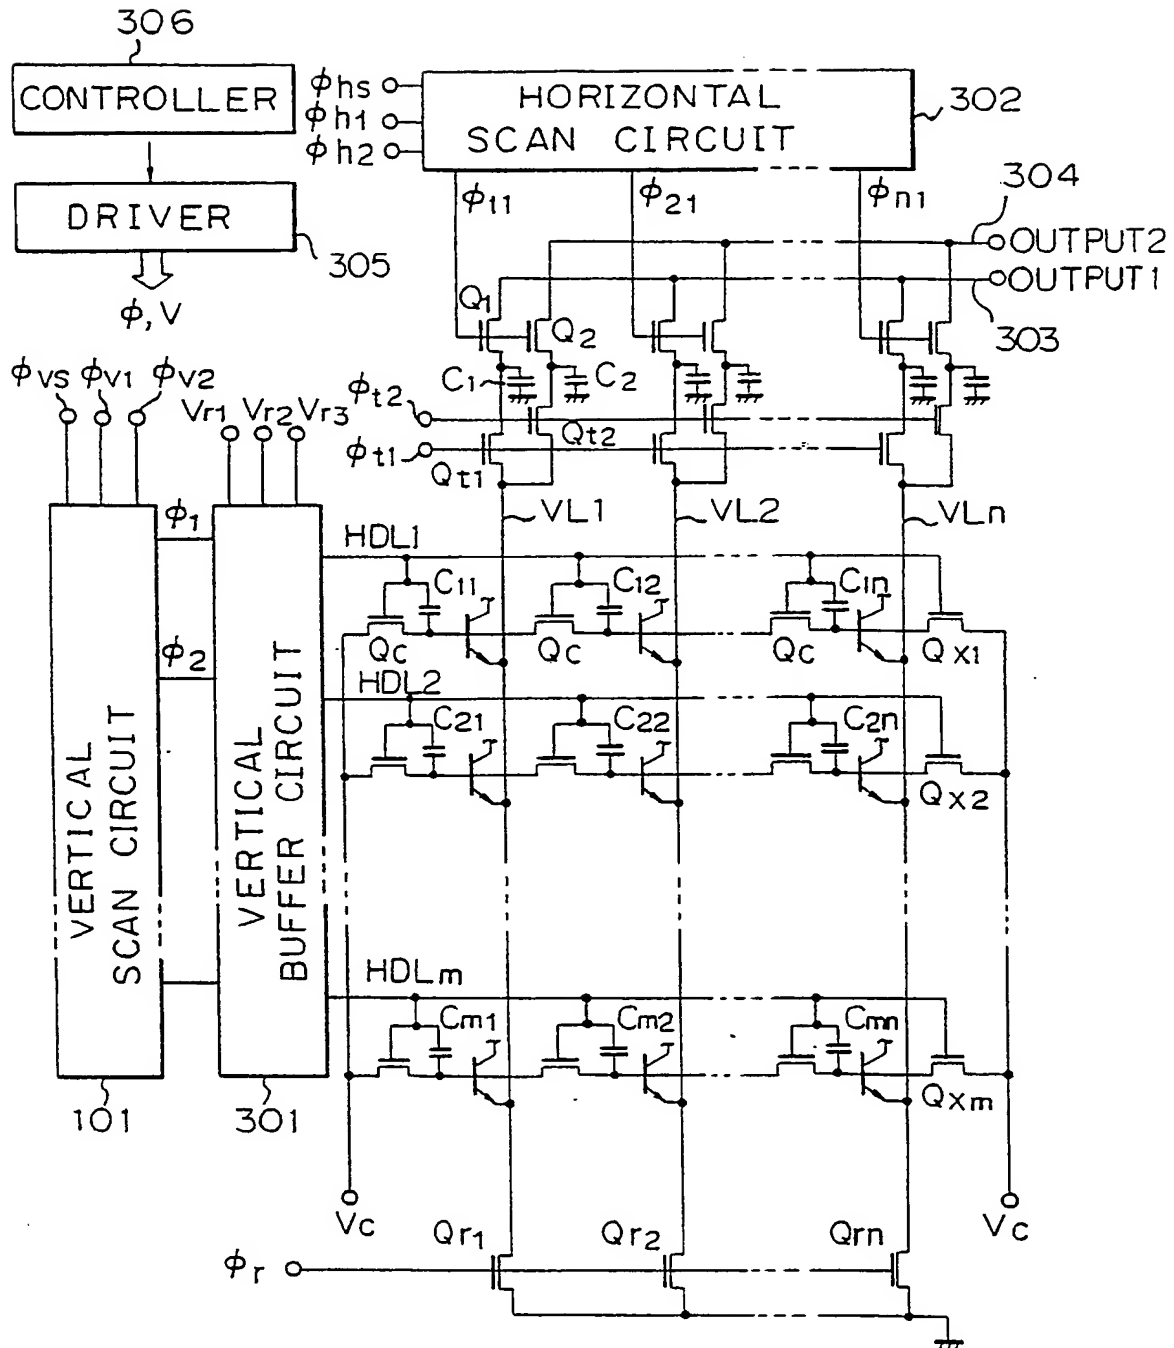 306
CONTROLLER
DRIVER
305
ϕ, V
ϕhs
ϕh1
ϕh2
HORIZONTAL
SCAN CIRCUIT
302
ϕ11
ϕ21
ϕn1
304
OUTPUT2
OUTPUT1
303
Q1
Q2
C1
C2
ϕt2
ϕt1
Qt2
Qt1
ϕvs
ϕv1
ϕv2
Vr1
Vr2
Vr3
VL1
VL2
VLn
ϕ1
ϕ2
HDL1
C11
C12
C1n
Qc
Qc
Qc
Qx1
HDL2
C21
C22
C2n
Qx2
VERTICAL
SCAN CIRCUIT
VERTICAL
BUFFER CIRCUIT
HDLm
Cm1
Cm2
Cmn
Qxm
101
301
Vc
Vc
Qr1
Qr2
Qrn
ϕr